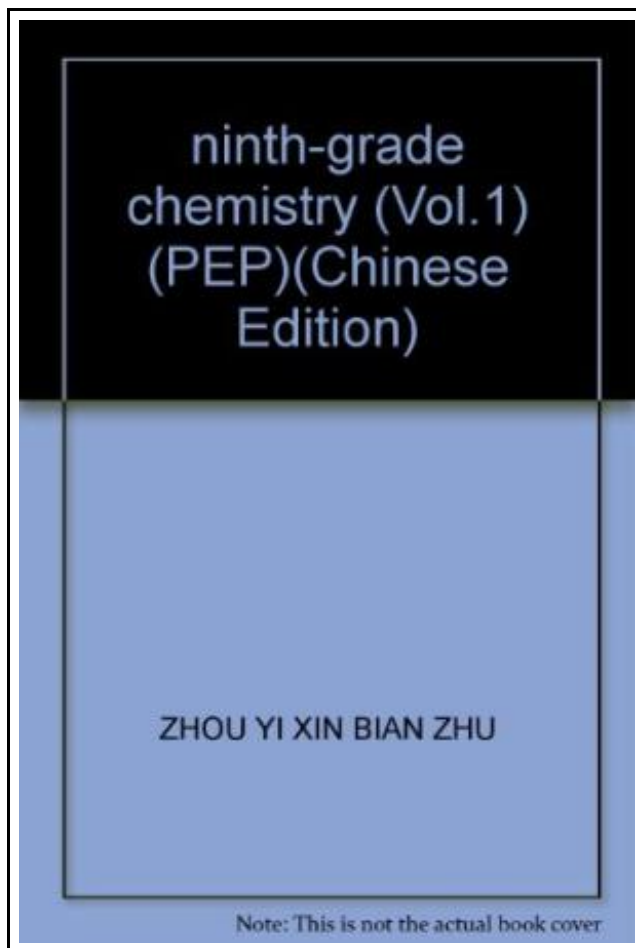 ninth-grade
chemistry (Vol.1)
(PEP)(Chinese
Edition)
ZHOU YI XIN BIAN ZHU
Note: This is not the actual book cover